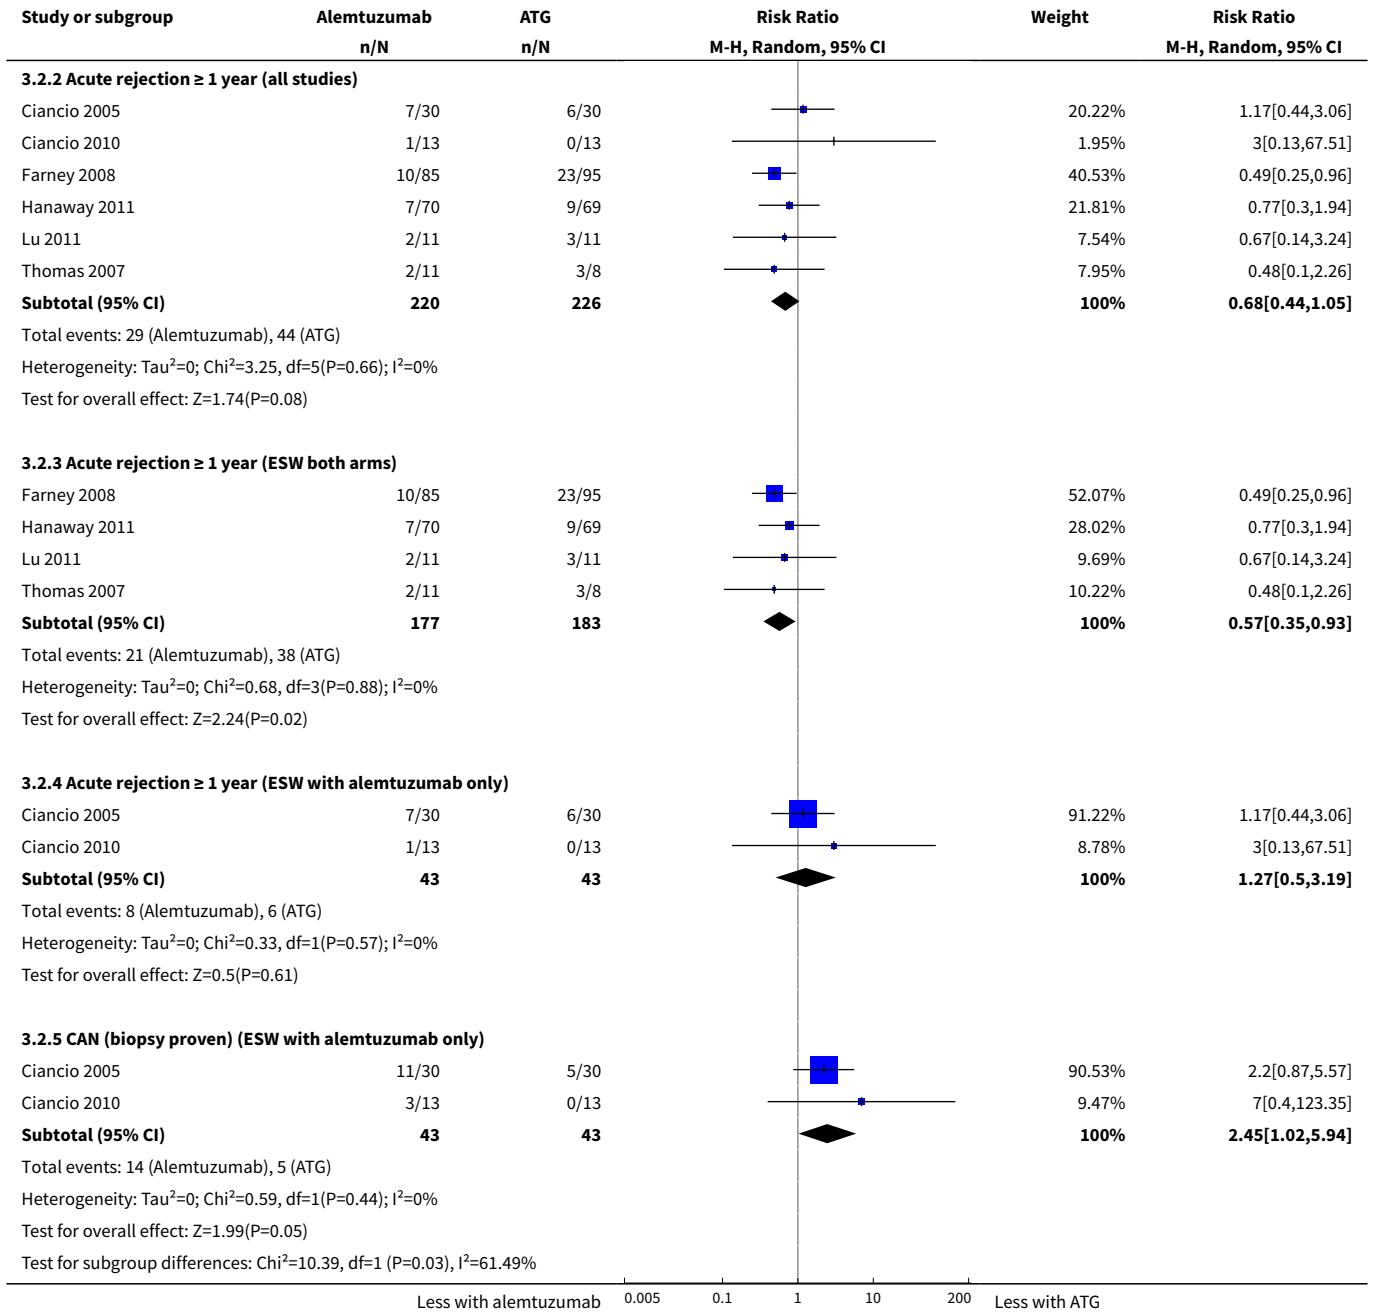 Study or subgroup Alemtuzumab ATG Risk Ratio Weight Risk Ratio
n/N n/N M-H, Random, 95% CI M-H, Random, 95% CI
3.2.2 Acute rejection ≥ 1 year (all studies)
Ciancio 2005 7/30 6/30 20.22% 1.17[0.44,3.06]
Ciancio 2010 1/13 0/13 1.95% 3[0.13,67.51]
Farney 2008 10/85 23/95 40.53% 0.49[0.25,0.96]
Hanaway 2011 7/70 9/69 21.81% 0.77[0.3,1.94]
Lu 2011 2/11 3/11 7.54% 0.67[0.14,3.24]
Thomas 2007 2/11 3/8 7.95% 0.48[0.1,2.26]
Subtotal (95% CI) 220 226 100% 0.68[0.44,1.05]
Total events: 29 (Alemtuzumab), 44 (ATG)
Heterogeneity: Tau²=0; Chi²=3.25, df=5(P=0.66); I²=0%
Test for overall effect: Z=1.74(P=0.08)
3.2.3 Acute rejection ≥ 1 year (ESW both arms)
Farney 2008 10/85 23/95 52.07% 0.49[0.25,0.96]
Hanaway 2011 7/70 9/69 28.02% 0.77[0.3,1.94]
Lu 2011 2/11 3/11 9.69% 0.67[0.14,3.24]
Thomas 2007 2/11 3/8 10.22% 0.48[0.1,2.26]
Subtotal (95% CI) 177 183 100% 0.57[0.35,0.93]
Total events: 21 (Alemtuzumab), 38 (ATG)
Heterogeneity: Tau²=0; Chi²=0.68, df=3(P=0.88); I²=0%
Test for overall effect: Z=2.24(P=0.02)
3.2.4 Acute rejection ≥ 1 year (ESW with alemtuzumab only)
Ciancio 2005 7/30 6/30 91.22% 1.17[0.44,3.06]
Ciancio 2010 1/13 0/13 8.78% 3[0.13,67.51]
Subtotal (95% CI) 43 43 100% 1.27[0.5,3.19]
Total events: 8 (Alemtuzumab), 6 (ATG)
Heterogeneity: Tau²=0; Chi²=0.33, df=1(P=0.57); I²=0%
Test for overall effect: Z=0.5(P=0.61)
3.2.5 CAN (biopsy proven) (ESW with alemtuzumab only)
Ciancio 2005 11/30 5/30 90.53% 2.2[0.87,5.57]
Ciancio 2010 3/13 0/13 9.47% 7[0.4,123.35]
Subtotal (95% CI) 43 43 100% 2.45[1.02,5.94]
Total events: 14 (Alemtuzumab), 5 (ATG)
Heterogeneity: Tau²=0; Chi²=0.59, df=1(P=0.44); I²=0%
Test for overall effect: Z=1.99(P=0.05)
Test for subgroup differences: Chi²=10.39, df=1 (P=0.03), I²=61.49%
Less with alemtuzumab 0.005 0.1 1 10 200 Less with ATG